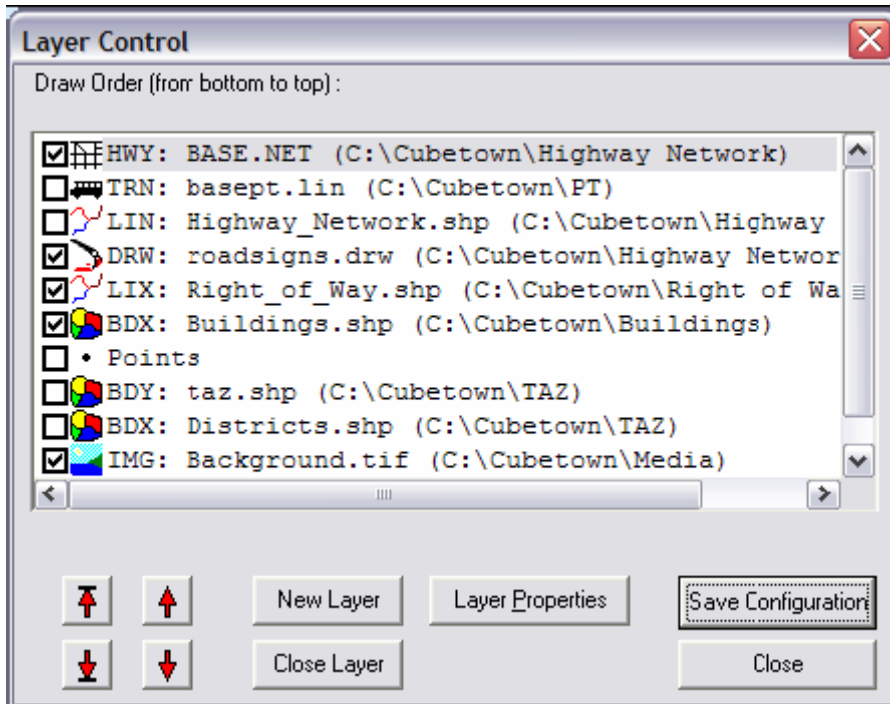 Layer Control
Draw Order (from bottom to top) :
HWY: BASE.NET (C:\Cubetown\Highway Network)
TRN: basept.lin (C:\Cubetown\PT)
LIN: Highway_Network.shp (C:\Cubetown\Highway
DRW: roadsigns.drw (C:\Cubetown\Highway Networ
LIX: Right_of_Way.shp (C:\Cubetown\Right of Wa
BDX: Buildings.shp (C:\Cubetown\Buildings)
Points
BDY: taz.shp (C:\Cubetown\TAZ)
BDX: Districts.shp (C:\Cubetown\TAZ)
IMG: Background.tif (C:\Cubetown\Media)
New Layer
Layer Properties
Save Configuration
Close Layer
Close